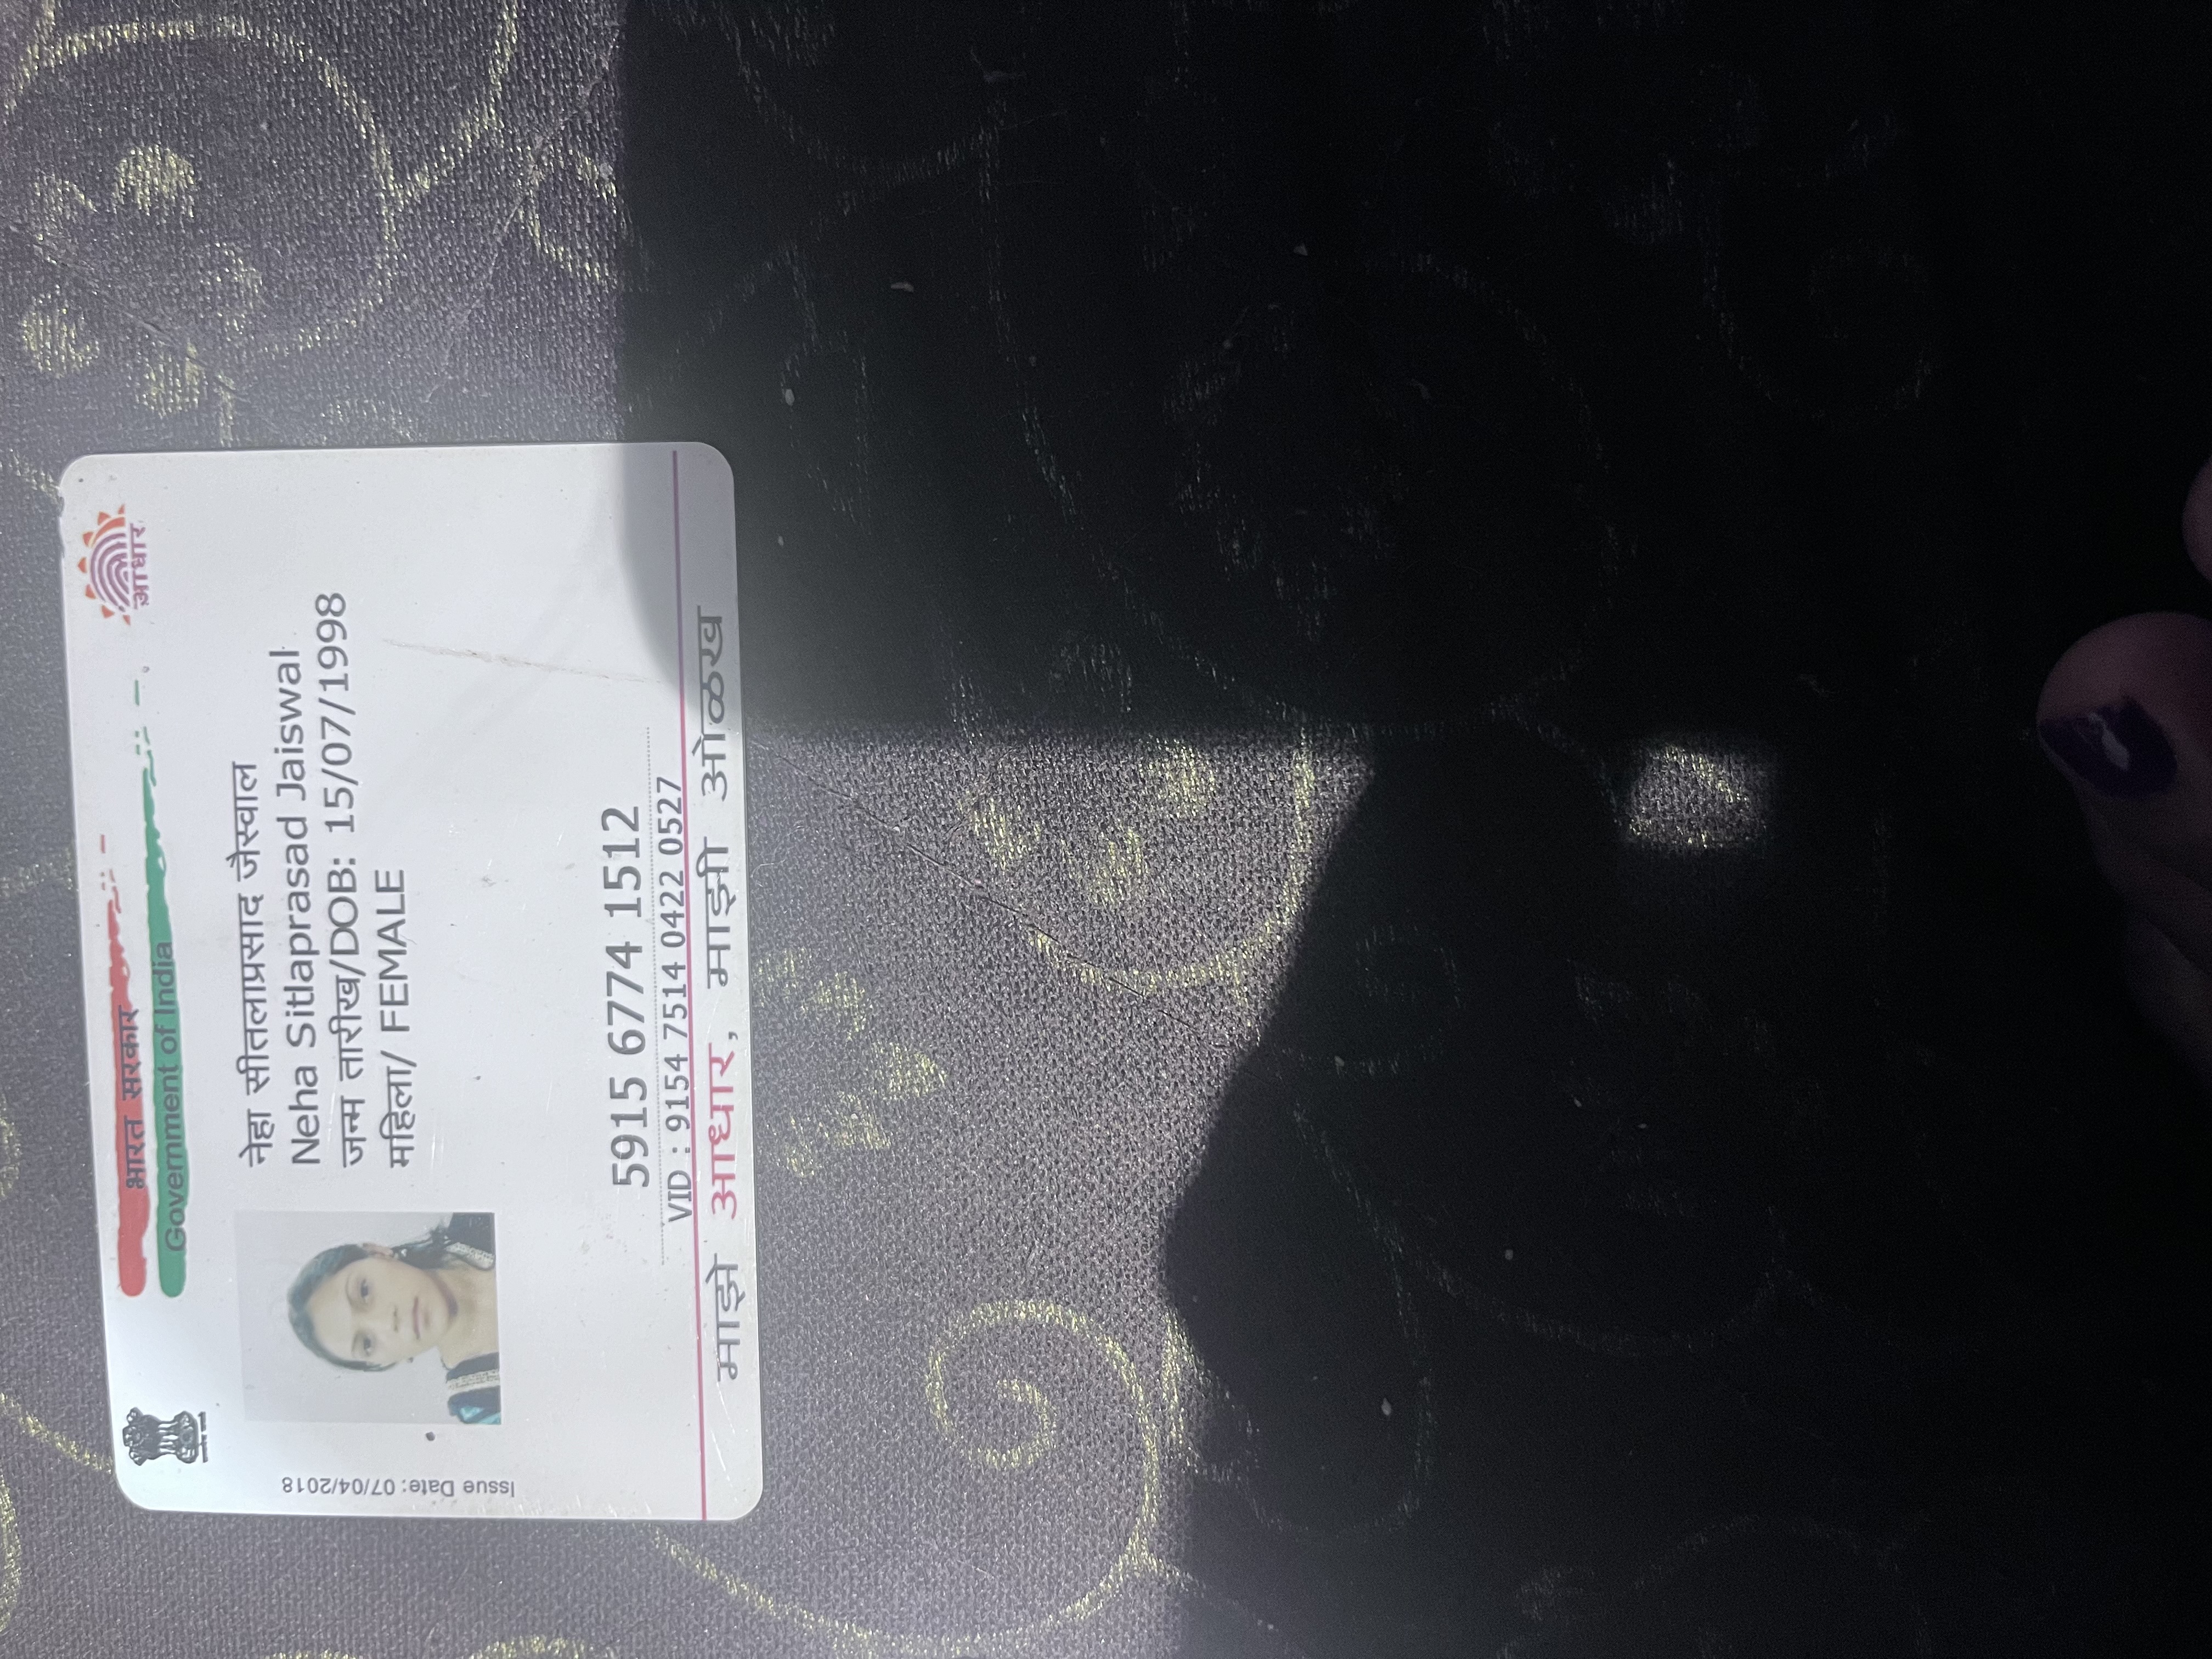 भारत सरकार
Government of India
आधार
Issue Date: 07/04/2018
नेहा सीतलाप्रसाद जैस्वाल
Neha Sitlaprasad Jaiswal
जन्म तारीख/DOB: 15/07/1998
महिला/ FEMALE
5915 6774 1512
VID : 9154 7514 0422 0527
माझे आधार, माझी ओळख